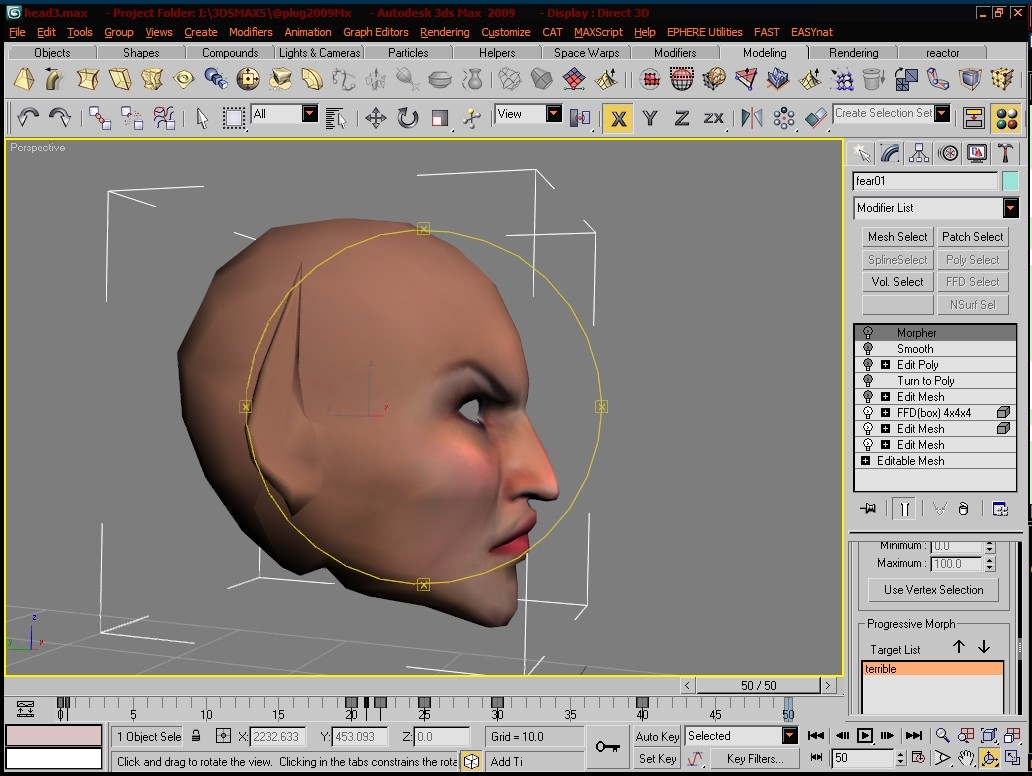 head3.max - Project Folder: I:\3DSMAX5\@plug2009Mx - Autodesk 3ds Max 2009 - Display : Direct 3D
File Edit Tools Group Views Create Modifiers Animation Graph Editors Rendering Customize CAT MAXScript Help EPHERE Utilities FAST EASYnat
Objects Shapes Compounds Lights & Cameras Particles Helpers Space Warps Modifiers Modeling Rendering reactor
All View X Y Z ZX Create Selection Set
Perspective
fear01
Modifier List
Mesh Select Patch Select
SplineSelect Poly Select
Vol. Select FFD Select
NSurf Sel
Morpher
Smooth
Edit Poly
Turn to Poly
Edit Mesh
FFD(box) 4x4x4
Edit Mesh
Edit Mesh
Editable Mesh
Minimum : 0.0
Maximum : 100.0
Use Vertex Selection
Progressive Morph
Target List
terrible
z
y
z
y
y
< 50 / 50 >
0 5 10 15 20 25 30 35 40 45 50
1 Object Sele X: 2232.633 Y: 453.093 Z: 0.0 Grid = 10.0 Auto Key Selected
Click and drag to rotate the view. Clicking in the tabs constrains the rota Add Ti Set Key Key Filters... 50